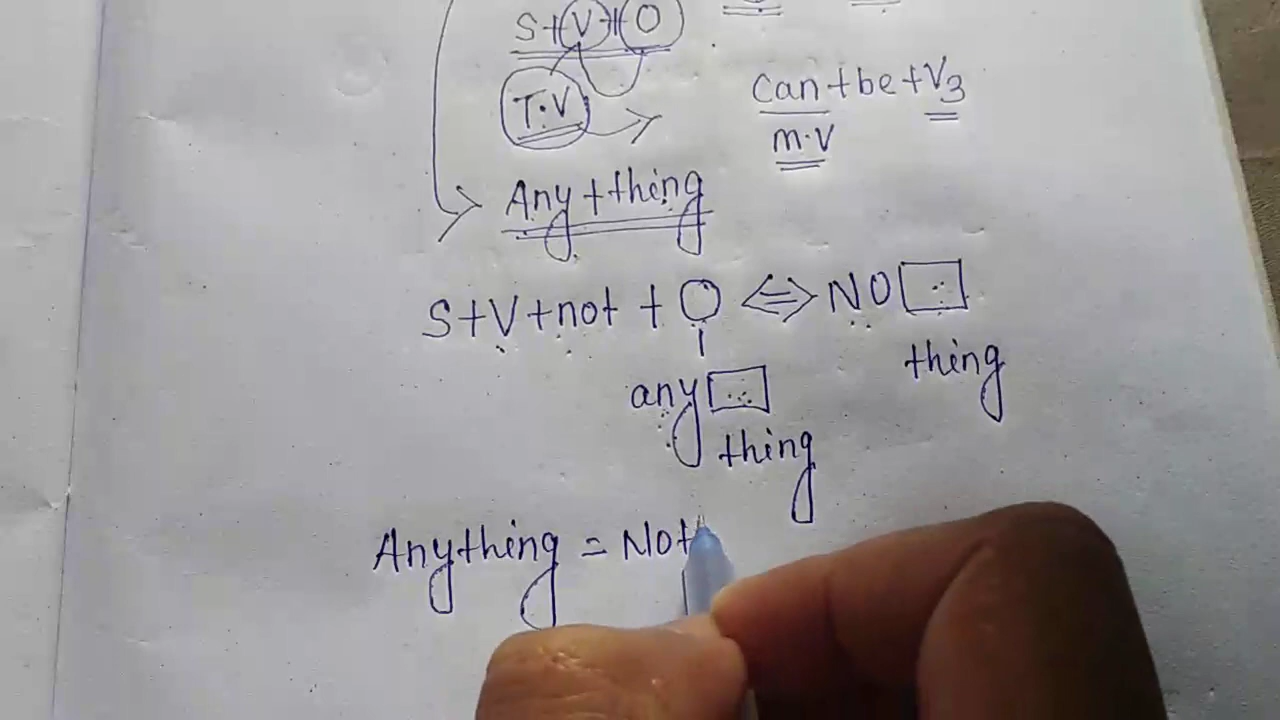 S+V+O
T.V
can+be+V3
m.V
Any+thing
S+V+not + O ⇔ NO
any
thing
thing
Anything = Not